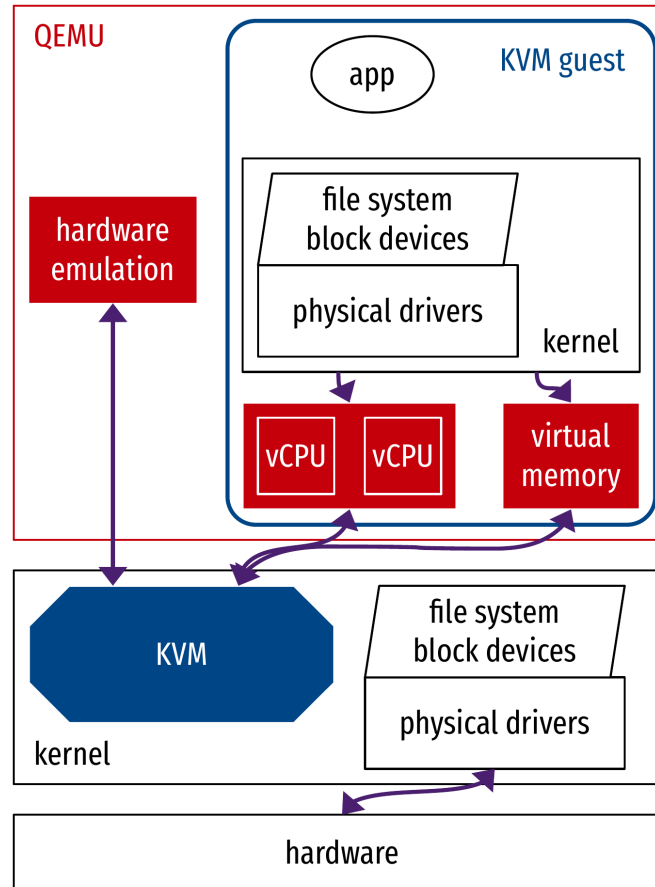 QEMU
KVM guest
app
hardware
emulation
file system
block devices
physical drivers
kernel
vCPU
vCPU
virtual
memory
KVM
kernel
file system
block devices
physical drivers
hardware